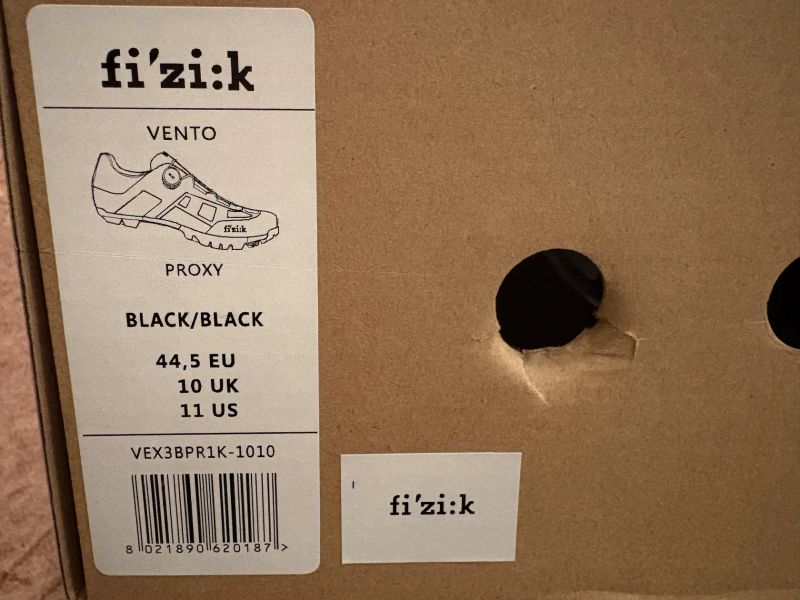 fi'zi:k
VENTO
fi'zi:k
PROXY
BLACK/BLACK
44,5 EU
10 UK
11 US
VEX3BPR1K-1010
8 021890 620187 >
fi'zi:k